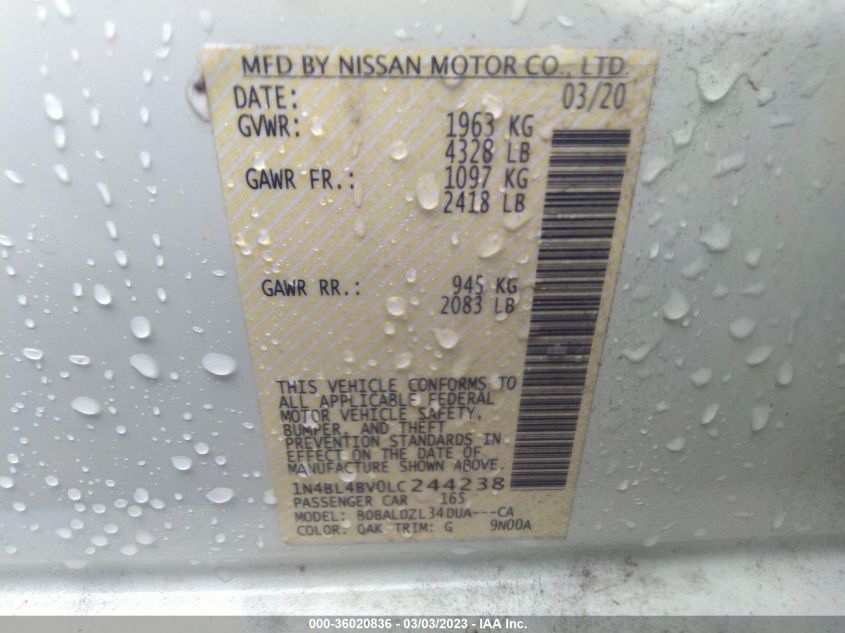 MFD BY NISSAN MOTOR CO., LTD.
DATE: 03/20
GVWR: 1963 KG
4328 LB
GAWR FR.: 1097 KG
2418 LB
GAWR RR.: 945 KG
2083 LB
THIS VEHICLE CONFORMS TO
ALL APPLICABLE FEDERAL
MOTOR VEHICLE SAFETY,
BUMPER, AND THEFT
PREVENTION STANDARDS IN
EFFECT ON THE DATE OF
MANUFACTURE SHOWN ABOVE.
1N4BL4BV0LC244238
PASSENGER CAR 165
MODEL: BDBALDZL34DUA---CA
COLOR: QAK TRIM: G 9N00A
000-36020836 - 03/03/2023 - IAA Inc.